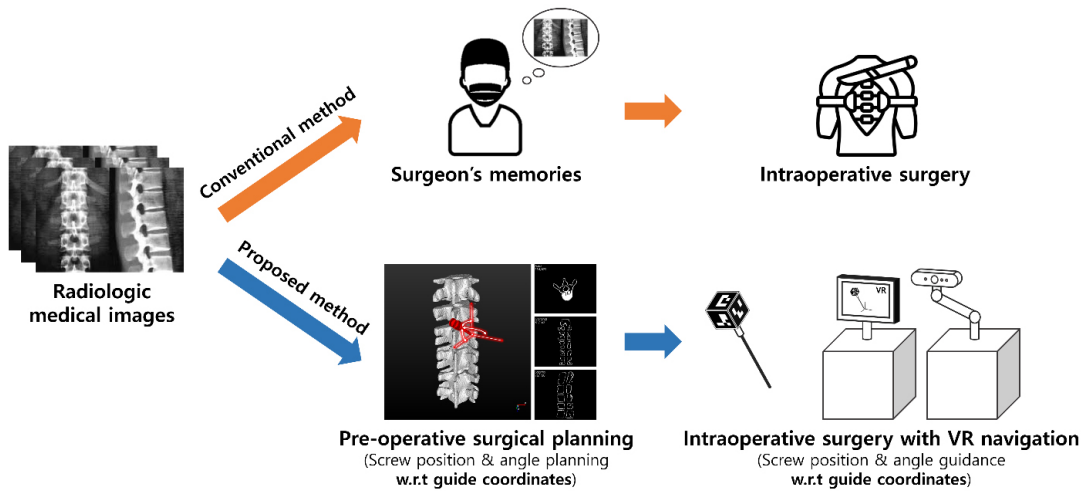 Conventional method
Surgeon's memories
Intraoperative surgery
Radiologic
medical images
Proposed method
VR
Pre-operative surgical planning
(Screw position & angle planning
w.r.t guide coordinates)
Intraoperative surgery with VR navigation
(Screw position & angle guidance
w.r.t guide coordinates)